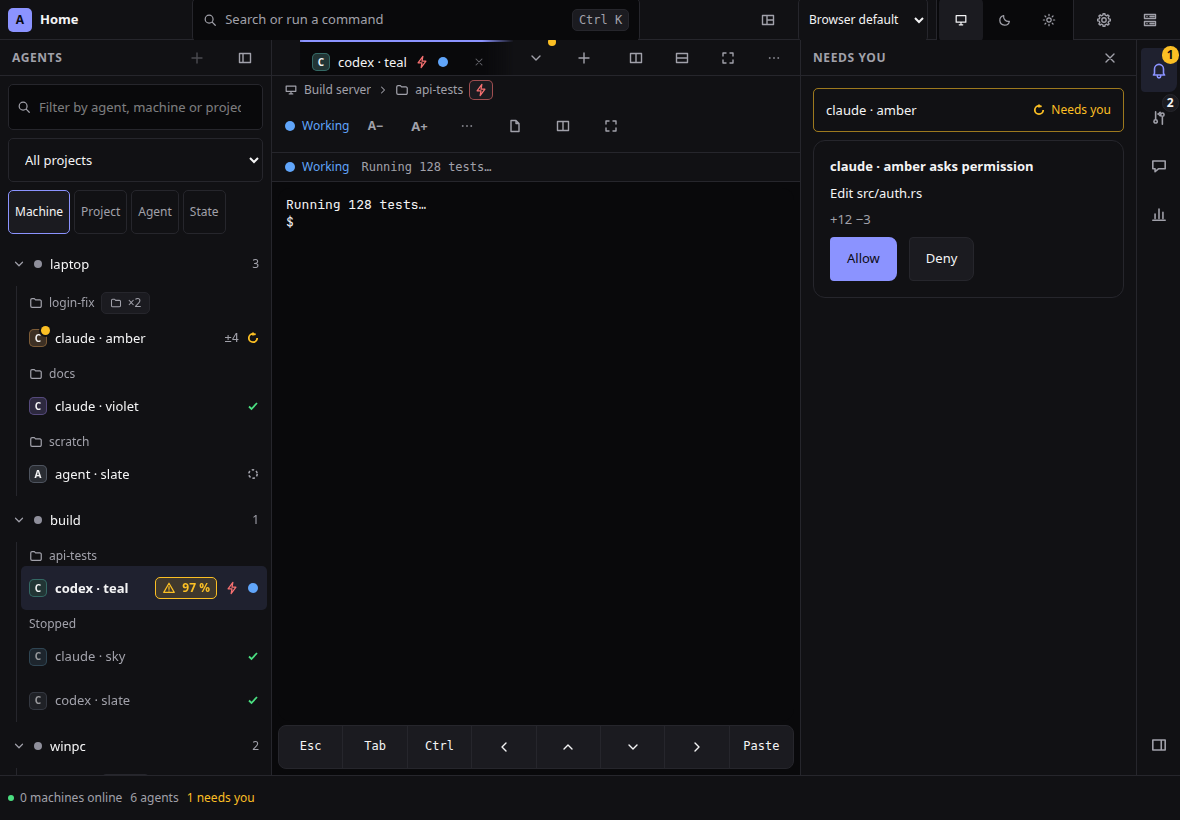 A Home
Search or run a command Ctrl K
Browser default
AGENTS
Filter by agent, machine or projec
All projects
Machine Project Agent State
laptop 3
login-fix ×2
C claude · amber ±4
docs
C claude · violet
scratch
A agent · slate
build 1
api-tests
C codex · teal 97 %
Stopped
C claude · sky
C codex · slate
winpc 2
C codex · teal
Build server api-tests
Working A− A+
Working Running 128 tests…
Running 128 tests…
$
Esc Tab Ctrl Paste
NEEDS YOU
claude · amber Needs you
claude · amber asks permission
Edit src/auth.rs
+12 −3
Allow Deny
1
2
0 machines online 6 agents 1 needs you